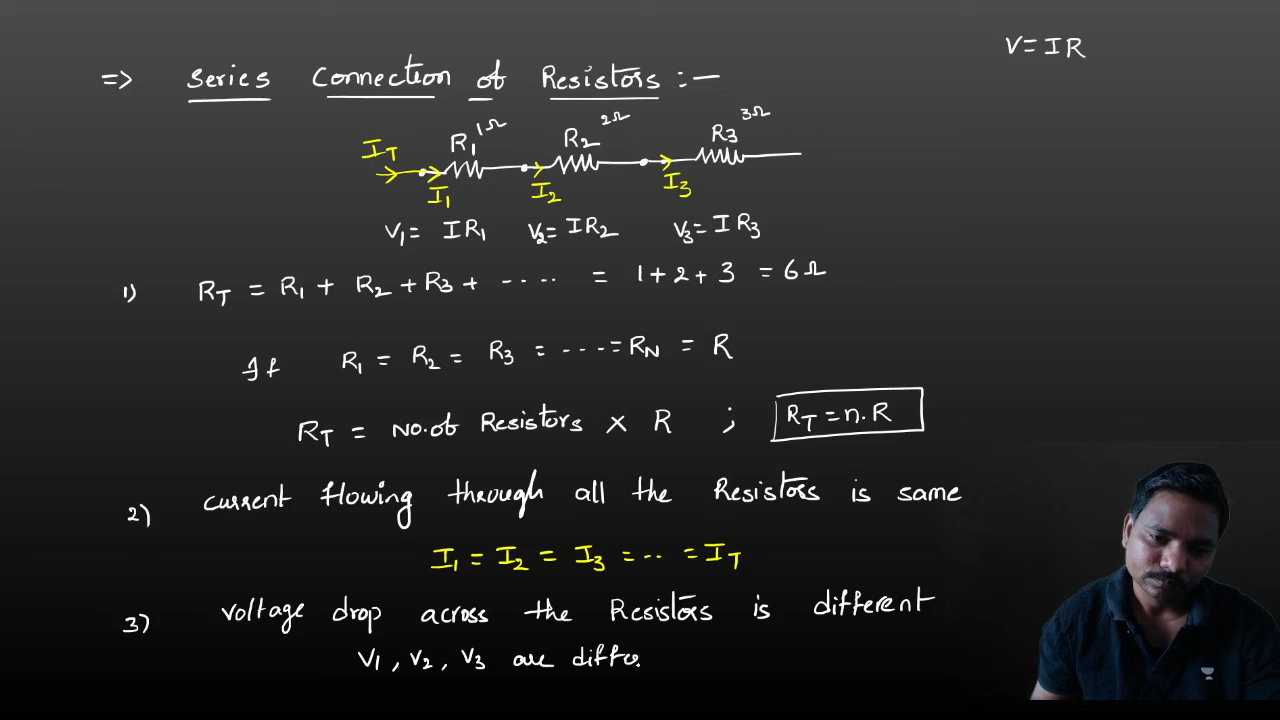 V = IR
=> Series Connection of Resistors :-
1Ω 2Ω 3Ω
IT R1 R2 R3
I1 I2 I3
V1 = IR1 V2 = IR2 V3 = IR3
1) RT = R1 + R2 + R3 + ..... = 1 + 2 + 3 = 6Ω
If R1 = R2 = R3 = ..... = RN = R
RT = No. of Resistors × R ; RT = n.R
2) current flowing through all the Resistors is same
I1 = I2 = I3 = .. = IT
3) voltage drop across the Resistors is different
V1, V2, V3 are diffe